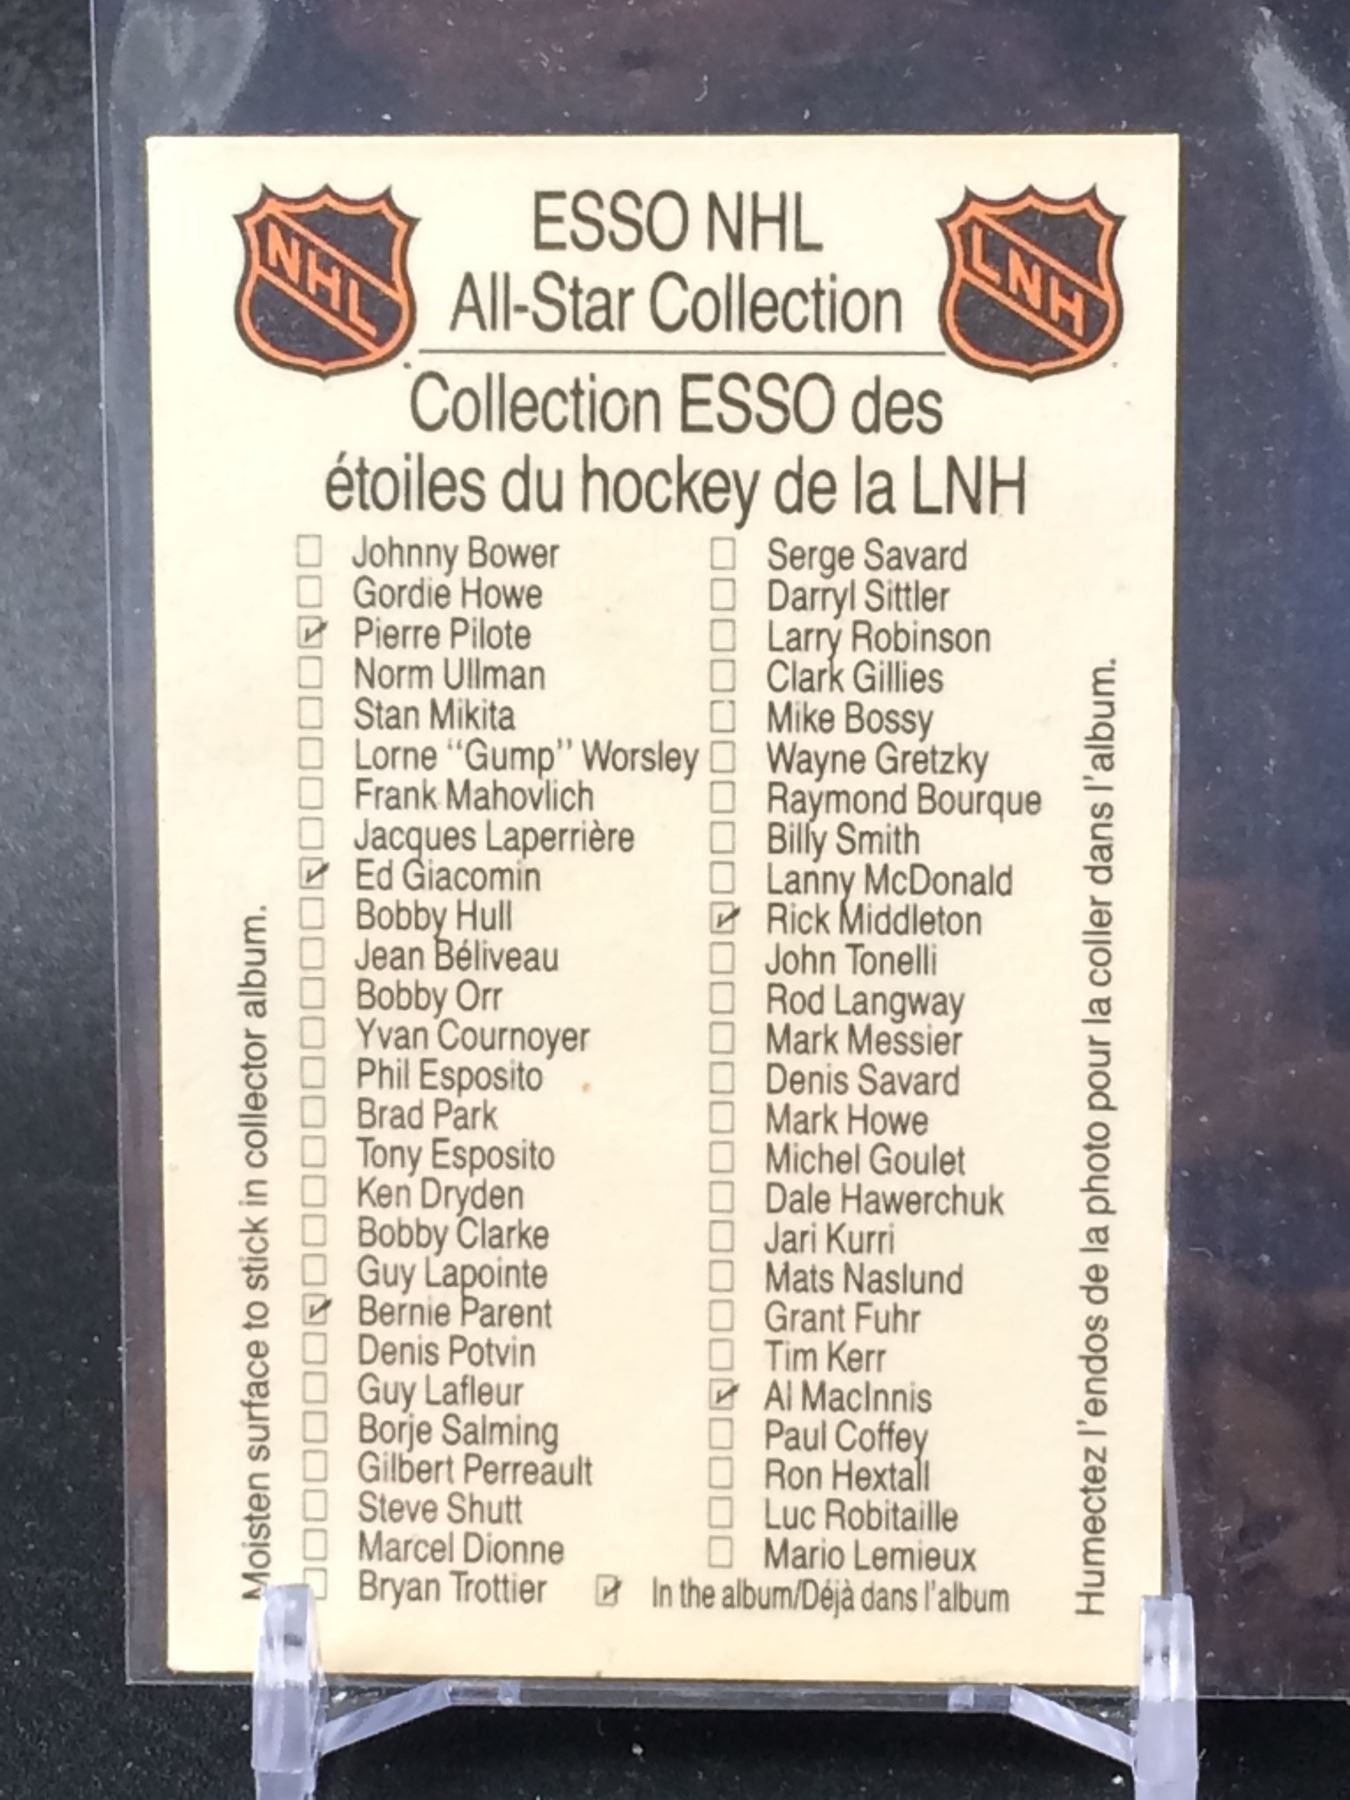 NHL
LNH
ESSO NHL
All-Star Collection
Collection ESSO des
étoiles du hockey de la LNH
Johnny Bower
Gordie Howe
Pierre Pilote
Norm Ullman
Stan Mikita
Lorne "Gump" Worsley
Frank Mahovlich
Jacques Laperrière
Ed Giacomin
Bobby Hull
Jean Béliveau
Bobby Orr
Yvan Cournoyer
Phil Esposito
Brad Park
Tony Esposito
Ken Dryden
Bobby Clarke
Guy Lapointe
Bernie Parent
Denis Potvin
Guy Lafleur
Borje Salming
Gilbert Perreault
Steve Shutt
Marcel Dionne
Bryan Trottier
Serge Savard
Darryl Sittler
Larry Robinson
Clark Gillies
Mike Bossy
Wayne Gretzky
Raymond Bourque
Billy Smith
Lanny McDonald
Rick Middleton
John Tonelli
Rod Langway
Mark Messier
Denis Savard
Mark Howe
Michel Goulet
Dale Hawerchuk
Jari Kurri
Mats Naslund
Grant Fuhr
Tim Kerr
Al MacInnis
Paul Coffey
Ron Hextall
Luc Robitaille
Mario Lemieux
In the album/Déjà dans l'album
Moisten surface to stick in collector album.
Humectez l'endos de la photo pour la coller dans l'album.